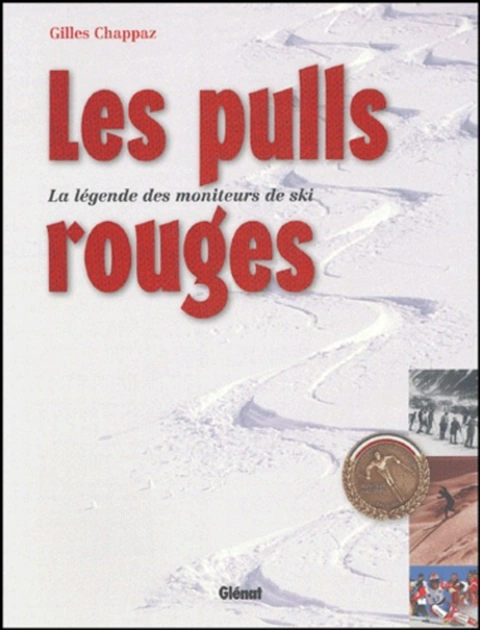 Gilles Chappaz
Les pulls
La légende des moniteurs de ski
rouges
Glénat